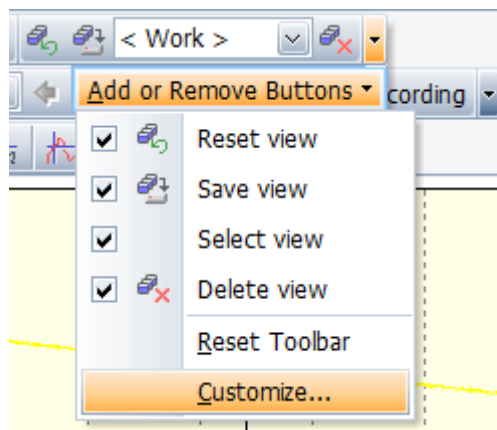 < Work >
Add or Remove Buttons
cording
Reset view
Save view
Select view
Delete view
Reset Toolbar
Customize...